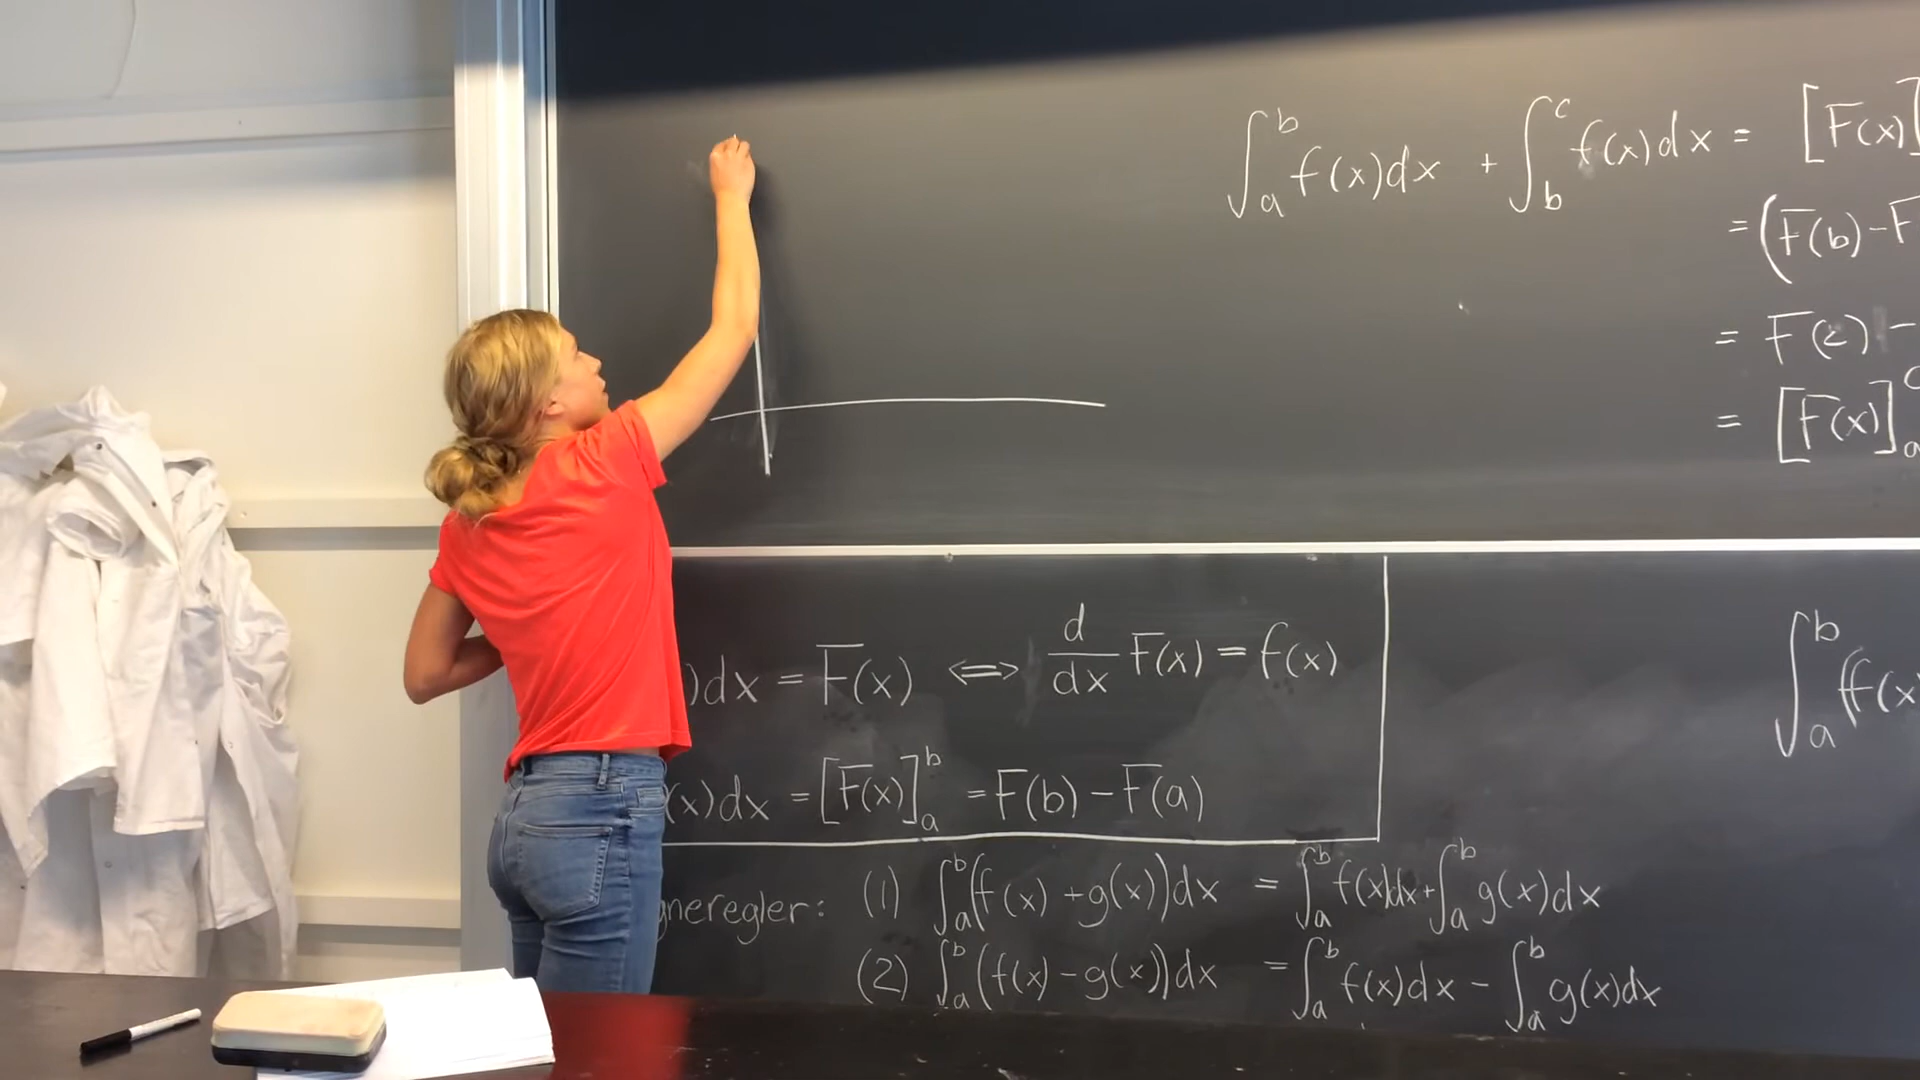 ∫_a^b f(x)dx + ∫_b^c f(x)dx = [F(x)]
= (F(b) - F
= F(c) -
= [F(x)]_a^c
)dx = F(x) ⟺ d/dx F(x) = f(x)
∫_a^b (f(x)
(x)dx = [F(x)]_a^b = F(b) - F(a)
gneregler: (1) ∫_a^b (f(x) + g(x))dx = ∫_a^b f(x)dx + ∫_a^b g(x)dx
(2) ∫_a^b (f(x) - g(x))dx = ∫_a^b f(x)dx - ∫_a^b g(x)dx